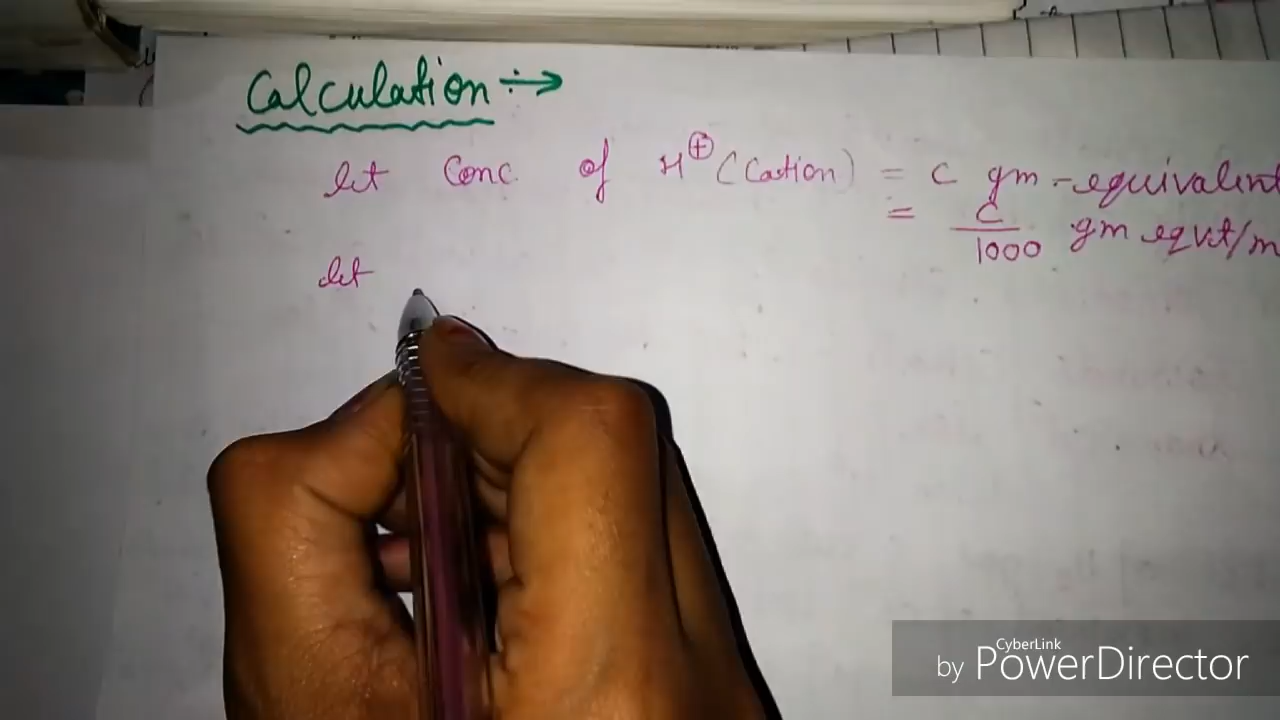 Calculation ÷→
let Conc. of H⊕ (Cation) = C gm-equivalent
= C/1000 gm eqvt/m
let
CyberLink
by PowerDirector